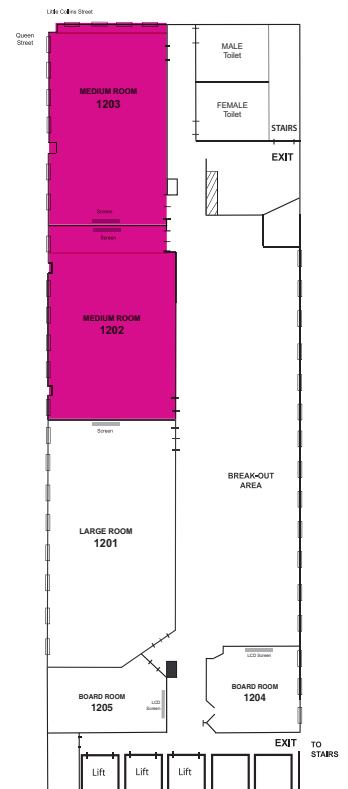 Little Collins Street
Queen
Street
MALE
Toilet
MEDIUM ROOM
1203
FEMALE
Toilet
STAIRS
EXIT
Screen
Screen
MEDIUM ROOM
1202
Screen
BREAK-OUT
AREA
LARGE ROOM
1201
LCD Screen
BOARD ROOM
1204
BOARD ROOM
1205
LCD
Screen
EXIT
TO
STAIRS
Lift
Lift
Lift